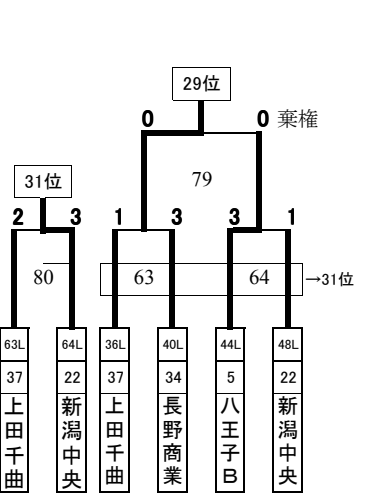 29位
0 0 棄権
79
31位
2 3 1 3 3 1
80 63 64 →31位
63L 64L 36L 40L 44L 48L
37 22 37 34 5 22
上田千曲 新潟中央 上田千曲 長野商業 八王子B 新潟中央